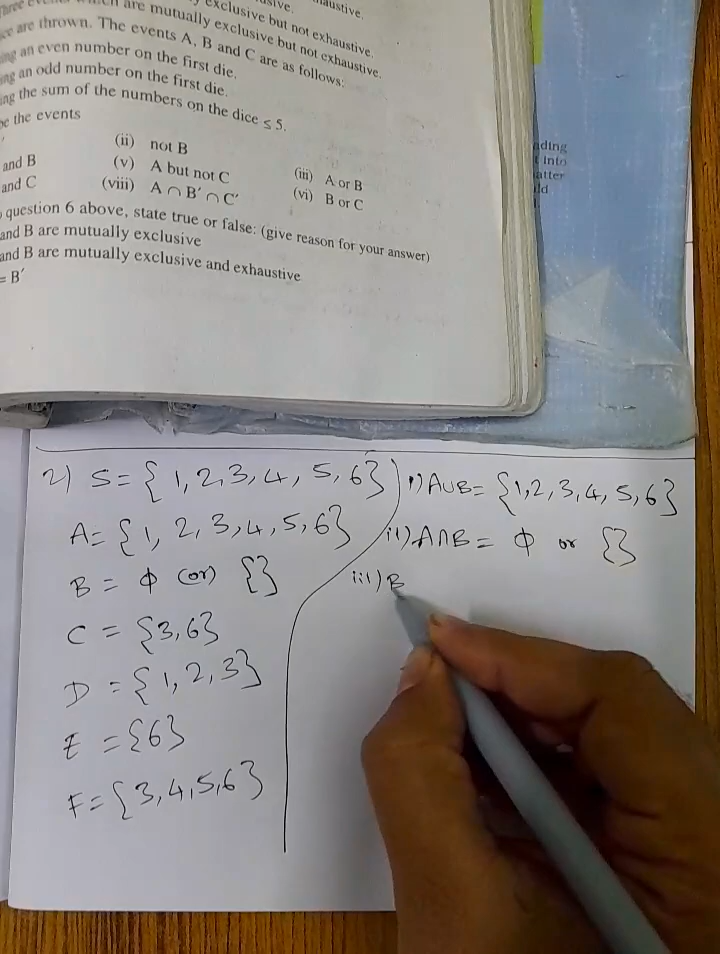 exclusive but not exhaustive.
are mutually exclusive but not exhaustive.
are thrown. The events A, B and C are as follows:
an even number on the first die.
an odd number on the first die.
the sum of the numbers on the dice ≤ 5.
the events
(ii) not B
(iii) A or B
and B
(v) A but not C
(vi) B or C
and C
(viii) A ∩ B′ ∩ C′
question 6 above, state true or false: (give reason for your answer)
and B are mutually exclusive
and B are mutually exclusive and exhaustive
= B′
2) S = { 1, 2, 3, 4, 5, 6 }
A = { 1, 2, 3, 4, 5, 6 }
B = ϕ (or) { }
C = {3, 6}
D = { 1, 2, 3 }
E = {6}
F = {3, 4, 5, 6}
i) A∪B = {1, 2, 3, 4, 5, 6}
ii) A∩B = ϕ or { }
iii) B